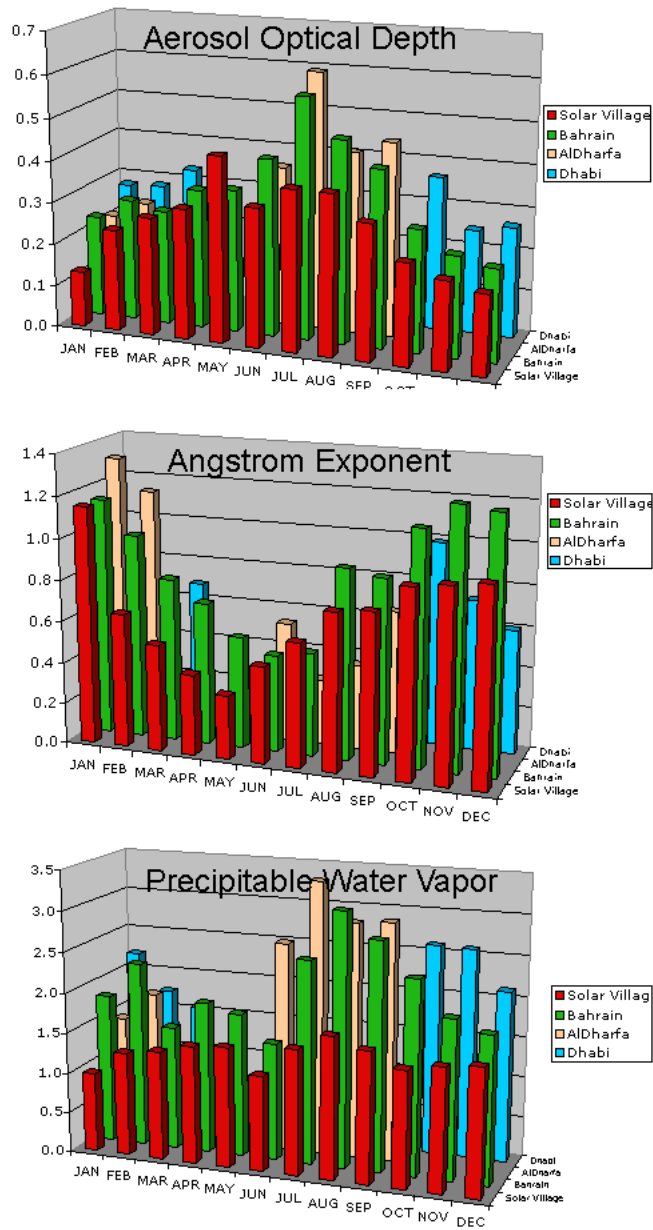 Aerosol Optical Depth
0.7
0.6
0.5
0.4
0.3
0.2
0.1
0.0
JAN FEB MAR APR MAY JUN JUL AUG SEP
Solar Village
Bahrain
AlDharfa
Dhabi
Dhabi
AlDharfa
Bahrain
Solar Village
Angstrom Exponent
1.4
1.2
1.0
0.8
0.6
0.4
0.2
0.0
JAN FEB MAR APR MAY JUN JUL AUG SEP OCT NOV DEC
Solar Village
Bahrain
AlDharfa
Dhabi
Dhabi
AlDharfa
Bahrain
Solar Village
Precipitable Water Vapor
3.5
3.0
2.5
2.0
1.5
1.0
0.5
0.0
JAN FEB MAR APR MAY JUN JUL AUG SEP OCT NOV DEC
Solar Villag
Bahrain
AlDharfa
Dhabi
Dhabi
AlDharfa
Bahrain
Solar Village